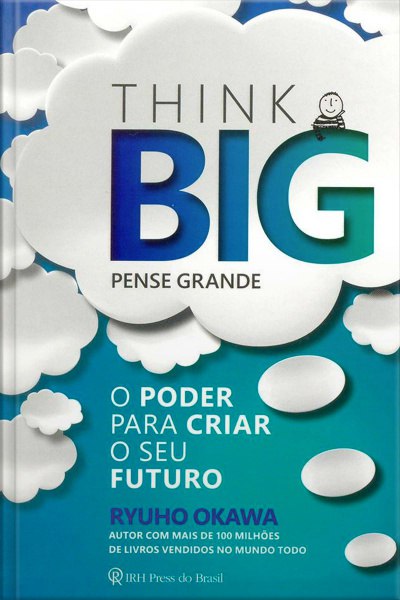 THINK
BIG
PENSE GRANDE
O PODER
PARA CRIAR
O SEU
FUTURO
RYUHO OKAWA
AUTOR COM MAIS DE 100 MILHÕES
DE LIVROS VENDIDOS NO MUNDO TODO
IRH Press do Brasil